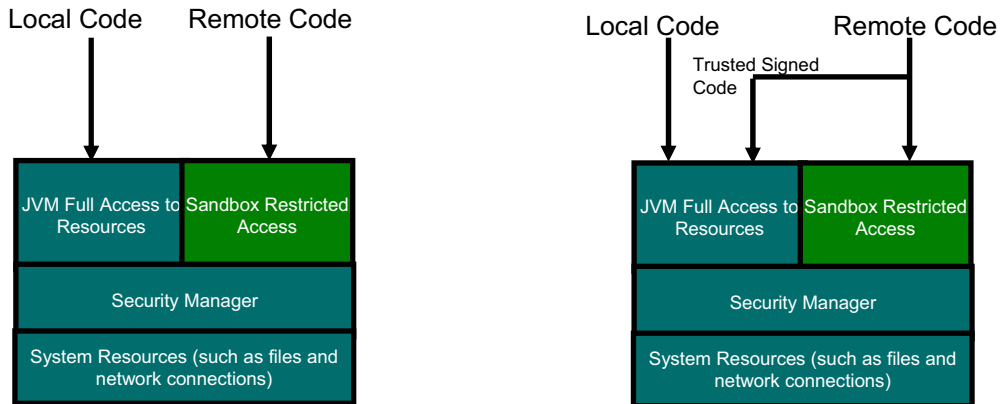 Local Code
Remote Code
JVM Full Access to
Resources
Sandbox Restricted
Access
Security Manager
System Resources (such as files and
network connections)
Local Code
Remote Code
Trusted Signed
Code
JVM Full Access to
Resources
Sandbox Restricted
Access
Security Manager
System Resources (such as files and
network connections)